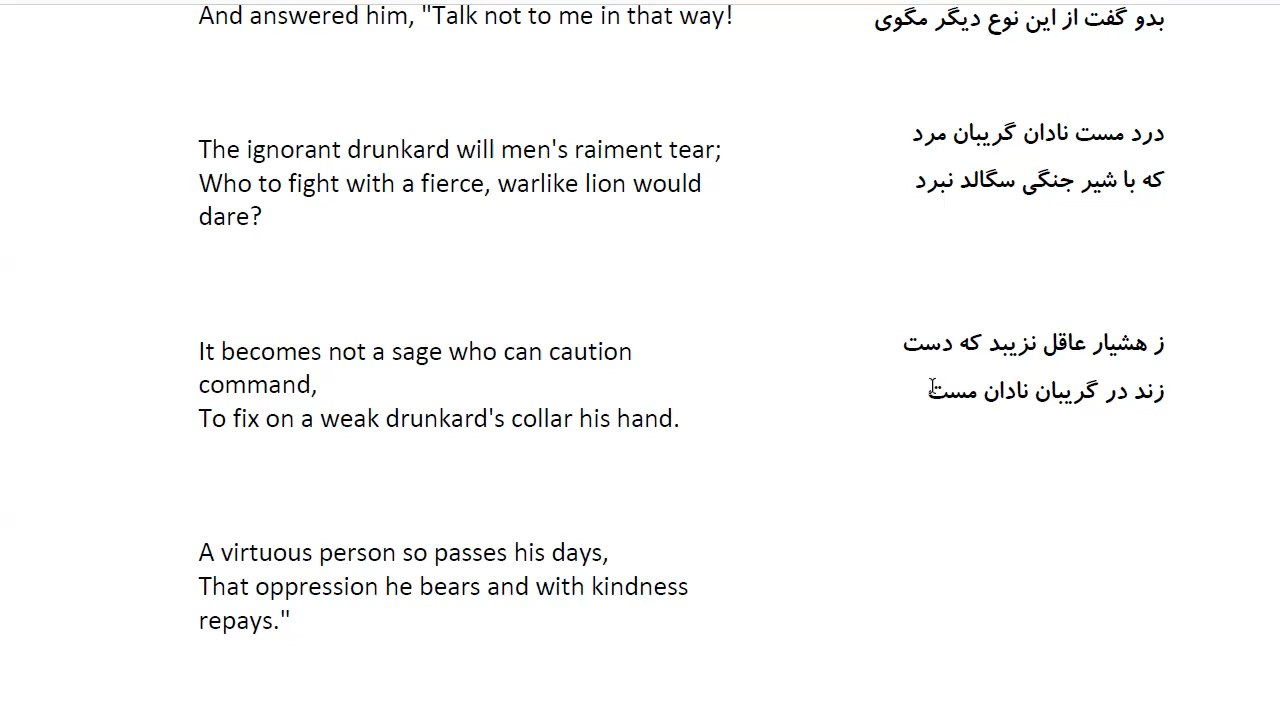 And answered him, "Talk not to me in that way!
بدو گفت از این نوع دیگر مگوی
The ignorant drunkard will men's raiment tear;
Who to fight with a fierce, warlike lion would
dare?
درد مست نادان گریبان مرد
که با شیر جنگی سگالد نبرد
It becomes not a sage who can caution
command,
To fix on a weak drunkard's collar his hand.
ز هشیار عاقل نزیبد که دست
زند در گریبان نادان مست
A virtuous person so passes his days,
That oppression he bears and with kindness
repays."